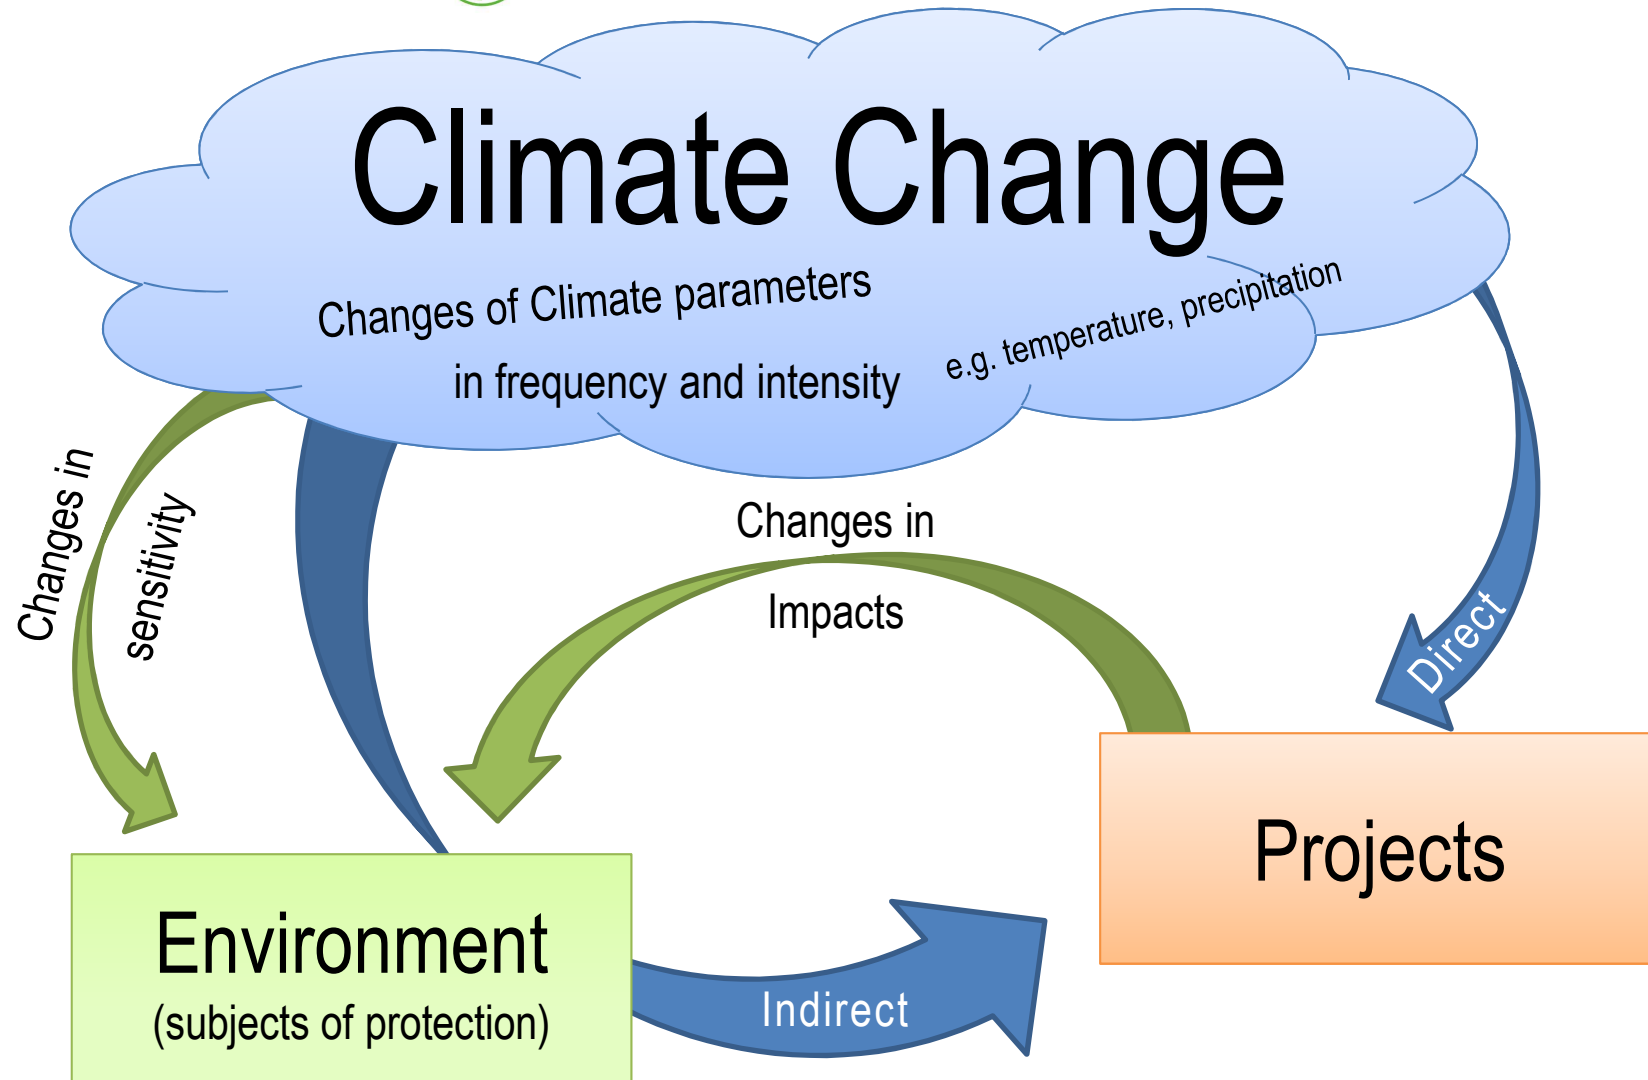 Climate Change
Changes of Climate parameters
in frequency and intensity
e.g. temperature, precipitation
Changes in
sensitivity
Changes in
Impacts
Direct
Projects
Environment
(subjects of protection)
Indirect